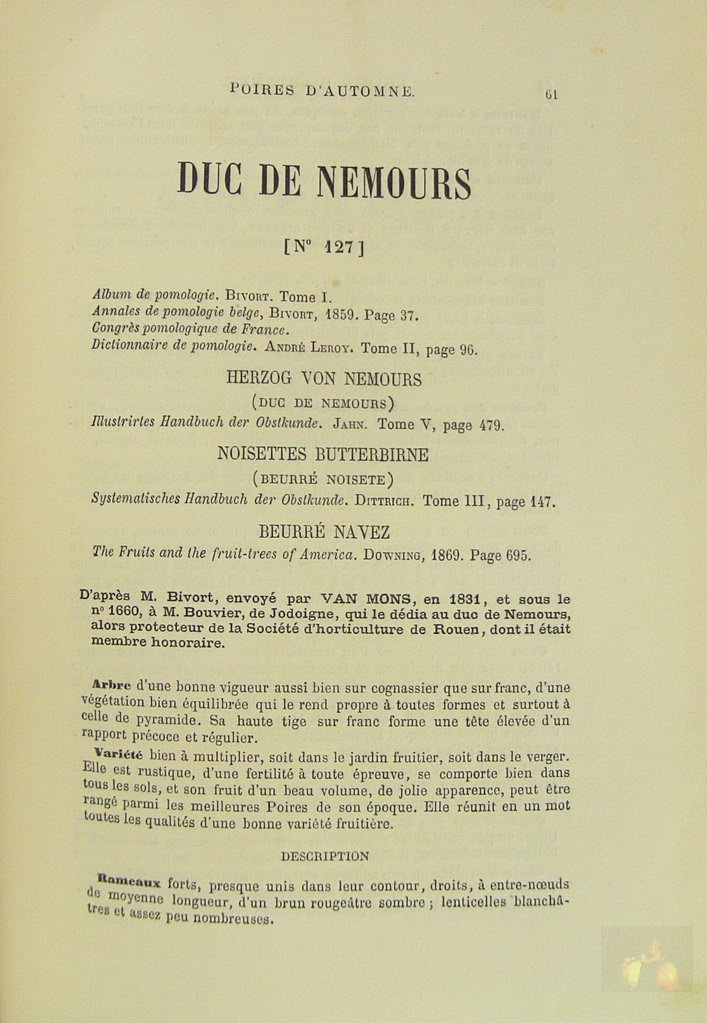 POIRES D'AUTOMNE.
61
DUC DE NEMOURS
[N° 127]
Album de pomologie. BIVORT. Tome I.
Annales de pomologie belge, BIVORT, 1859. Page 37.
Congrès pomologique de France.
Dictionnaire de pomologie. ANDRÉ LEROY. Tome II, page 96.
HERZOG VON NEMOURS
(DUC DE NEMOURS)
Illustrirtes Handbuch der Obstkunde. JAHN. Tome V, page 479.
NOISETTES BUTTERBIRNE
(BEURRÉ NOISETE)
Systematisches Handbuch der Obstkunde. DITTRICH. Tome III, page 147.
BEURRÉ NAVEZ
The Fruits and the fruit-trees of America. DOWNING, 1869. Page 695.
D'après M. Bivort, envoyé par VAN MONS, en 1831, et sous le
n° 1660, à M. Bouvier, de Jodoigne, qui le dédia au duc de Nemours,
alors protecteur de la Société d'horticulture de Rouen, dont il était
membre honoraire.
Arbre d'une bonne vigueur aussi bien sur cognassier que sur franc, d'une
végétation bien équilibrée qui le rend propre à toutes formes et surtout à
celle de pyramide. Sa haute tige sur franc forme une tête élevée d'un
rapport précoce et régulier.
Variété bien à multiplier, soit dans le jardin fruitier, soit dans le verger.
Elle est rustique, d'une fertilité à toute épreuve, se comporte bien dans
tous les sols, et son fruit d'un beau volume, de jolie apparence, peut être
rangé parmi les meilleures Poires de son époque. Elle réunit en un mot
toutes les qualités d'une bonne variété fruitière.
DESCRIPTION
Rameaux forts, presque unis dans leur contour, droits, à entre-nœuds
de moyenne longueur, d'un brun rougeâtre sombre ; lenticelles blanchâ-
tres et assez peu nombreuses.